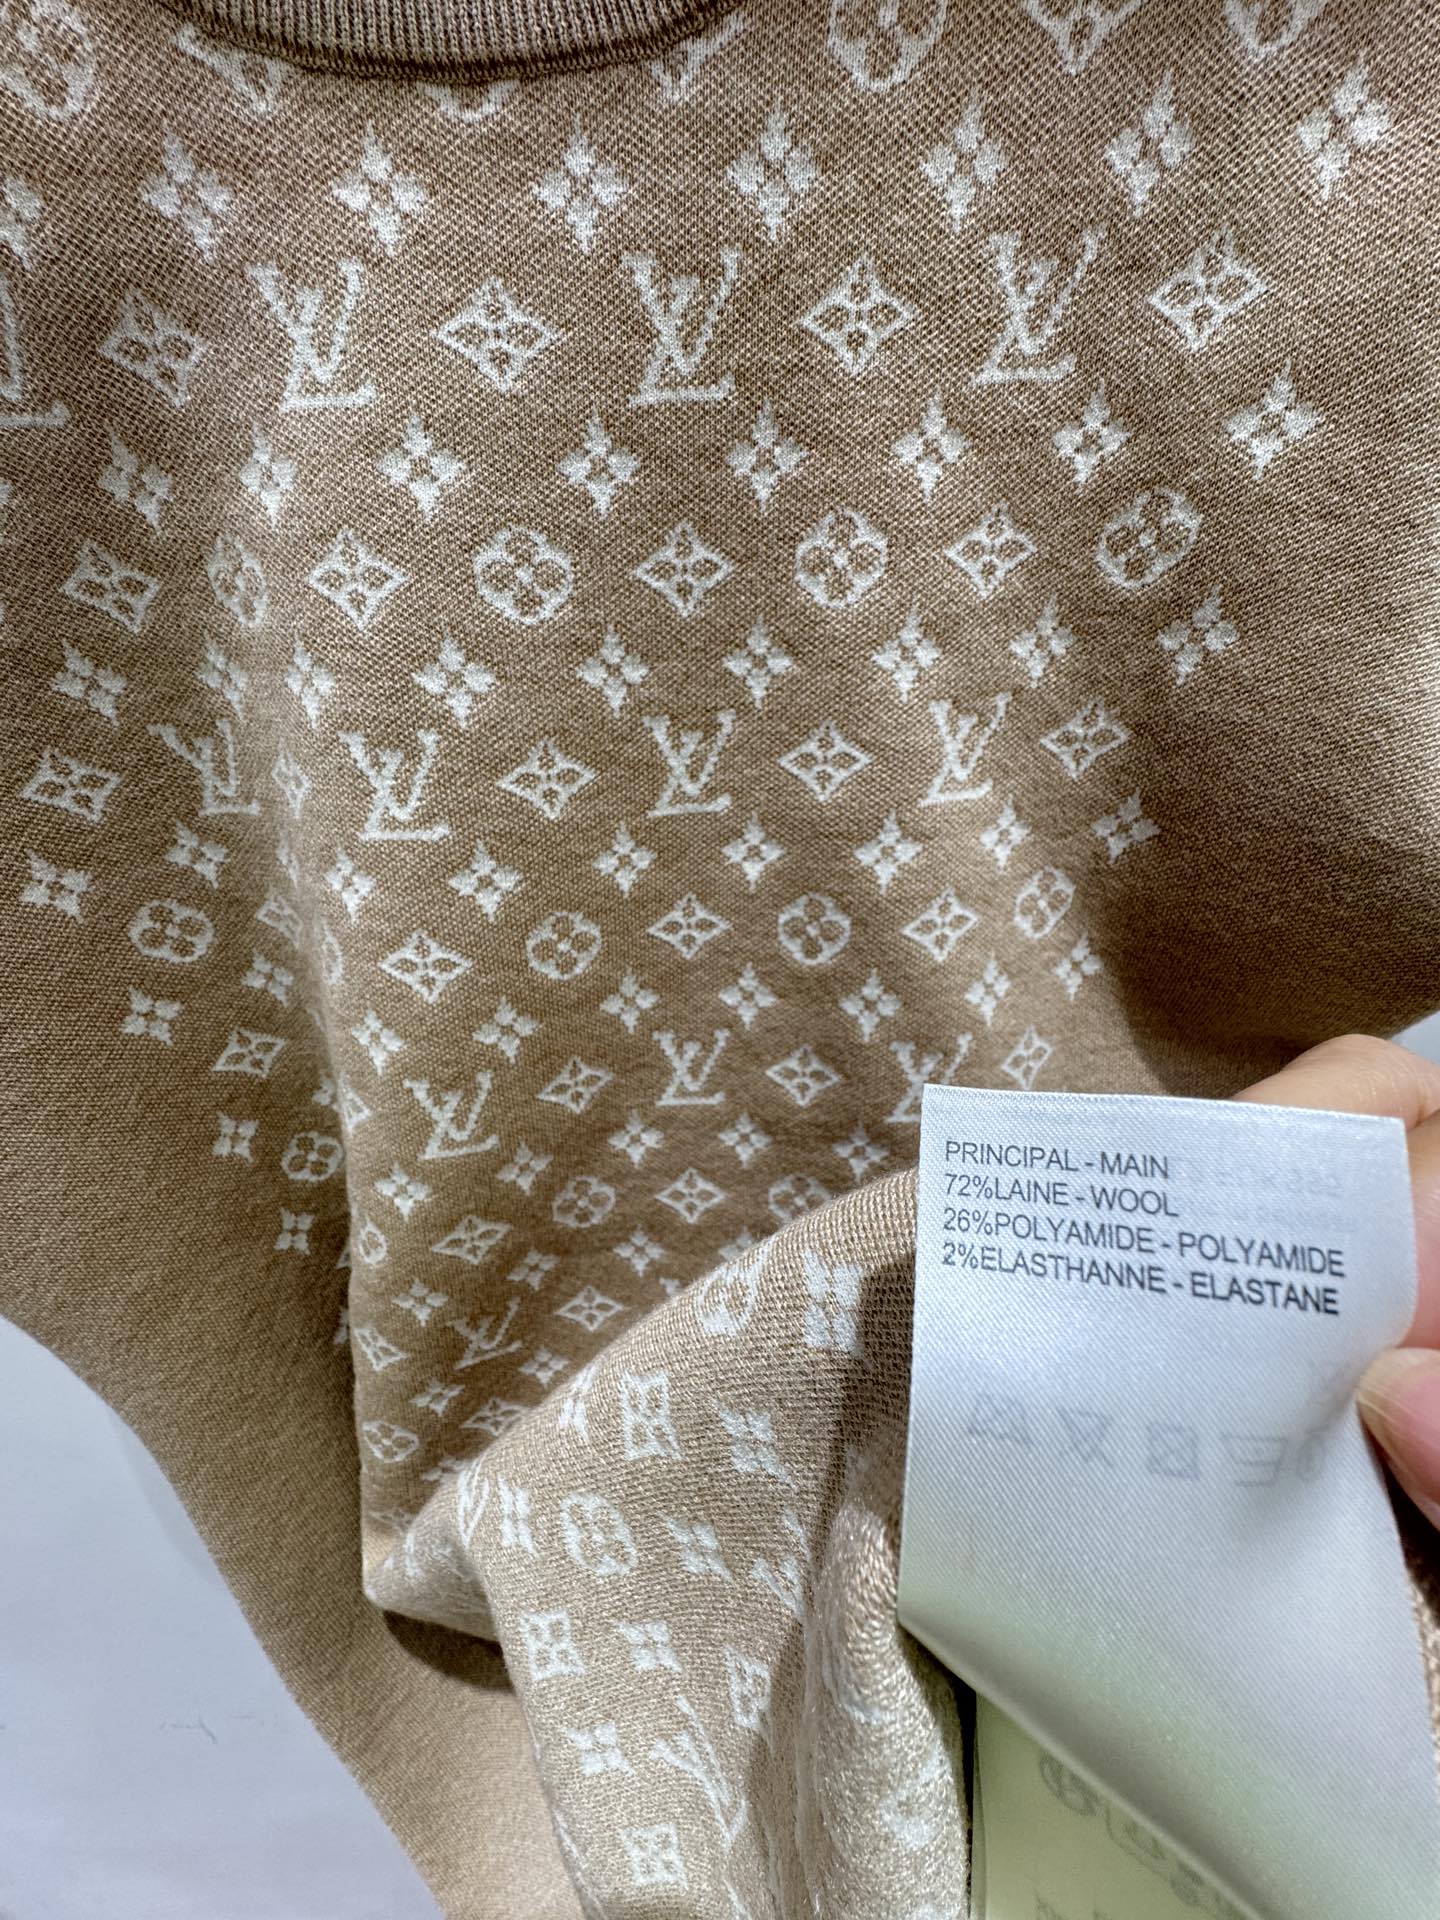 PRINCIPAL - MAIN
72%LAINE - WOOL
26%POLYAMIDE - POLYAMIDE
2%ELASTHANNE - ELASTANE